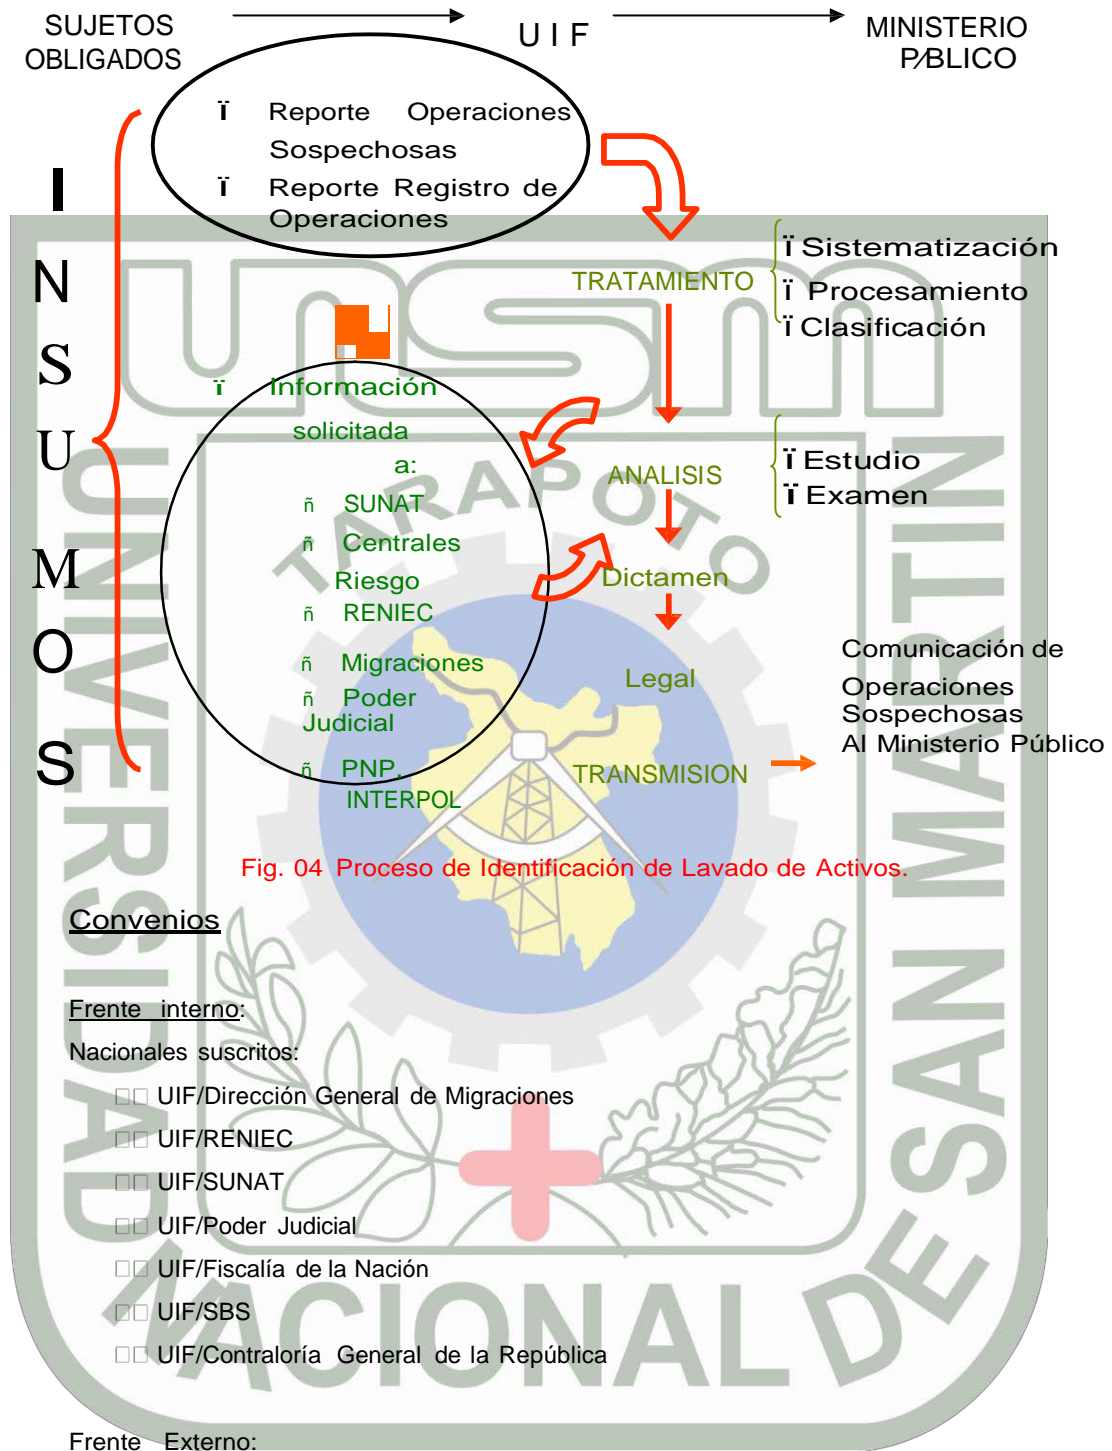 SUJETOS
OBLIGADOS
U I F
MINISTERIO
P⁄BLICO
I
N
S
U
M
O
S
ï Reporte Operaciones
Sospechosas
ï Reporte Registro de
Operaciones
TRATAMIENTO
ï Sistematización
ï Procesamiento
ï Clasificación
ï Información
solicitada
a:
ñ SUNAT
ñ Centrales
Riesgo
ñ RENIEC
ñ Migraciones
ñ Poder
Judicial
ñ PNP.
INTERPOL
ANALISIS
ï Estudio
ï Examen
Dictamen
Legal
TRANSMISION
Comunicación de
Operaciones
Sospechosas
Al Ministerio Público
Fig. 04 Proceso de Identificación de Lavado de Activos.
Convenios
Frente interno:
Nacionales suscritos:
UIF/Dirección General de Migraciones
UIF/RENIEC
UIF/SUNAT
UIF/Poder Judicial
UIF/Fiscalía de la Nación
UIF/SBS
UIF/Contraloría General de la República
Frente Externo:
unsm
TARAPOTO
UNIVERSIDAD
NACIONAL DE
SAN MARTIN